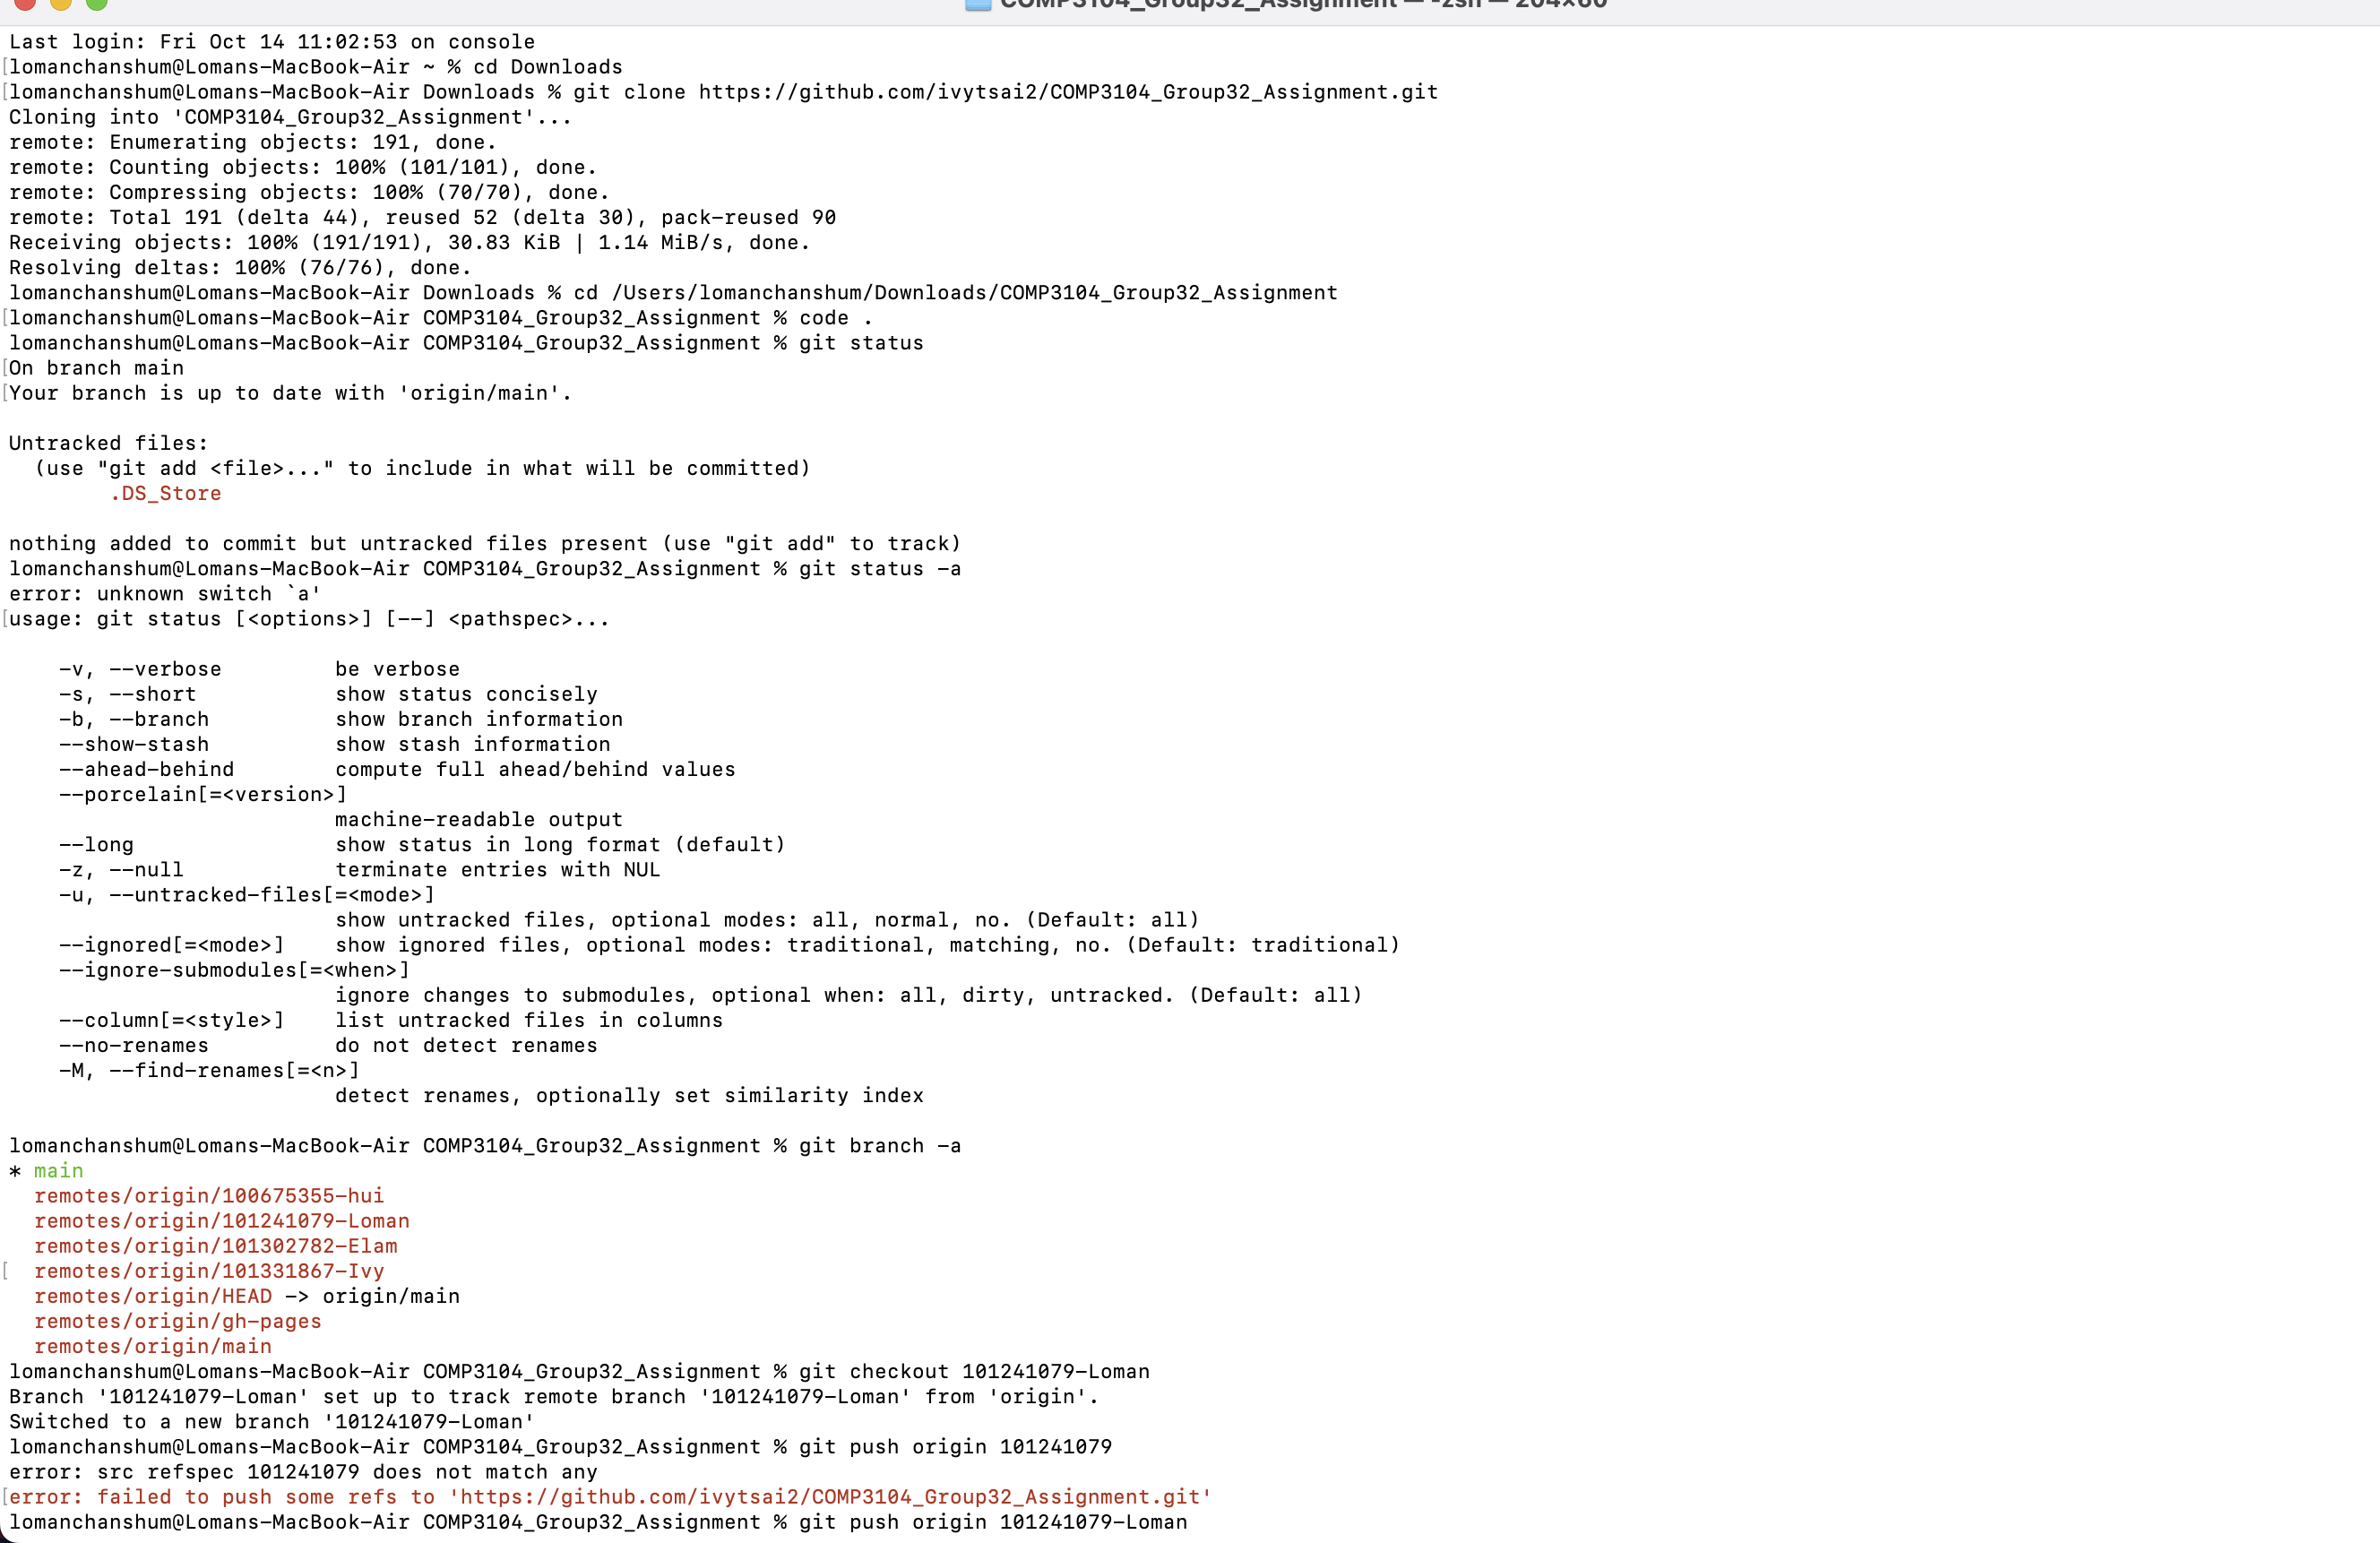 COMP3104_Group32_Assignment — -zsh — 204×60
Last login: Fri Oct 14 11:02:53 on console
[lomanchanshum@Lomans-MacBook-Air ~ % cd Downloads
[lomanchanshum@Lomans-MacBook-Air Downloads % git clone https://github.com/ivytsai2/COMP3104_Group32_Assignment.git
Cloning into 'COMP3104_Group32_Assignment'...
remote: Enumerating objects: 191, done.
remote: Counting objects: 100% (101/101), done.
remote: Compressing objects: 100% (70/70), done.
remote: Total 191 (delta 44), reused 52 (delta 30), pack-reused 90
Receiving objects: 100% (191/191), 30.83 KiB | 1.14 MiB/s, done.
Resolving deltas: 100% (76/76), done.
lomanchanshum@Lomans-MacBook-Air Downloads % cd /Users/lomanchanshum/Downloads/COMP3104_Group32_Assignment
[lomanchanshum@Lomans-MacBook-Air COMP3104_Group32_Assignment % code .
lomanchanshum@Lomans-MacBook-Air COMP3104_Group32_Assignment % git status
[On branch main
[Your branch is up to date with 'origin/main'.

Untracked files:
  (use "git add <file>..." to include in what will be committed)
        .DS_Store

nothing added to commit but untracked files present (use "git add" to track)
lomanchanshum@Lomans-MacBook-Air COMP3104_Group32_Assignment % git status -a
error: unknown switch `a'
[usage: git status [<options>] [--] <pathspec>...

    -v, --verbose         be verbose
    -s, --short           show status concisely
    -b, --branch          show branch information
    --show-stash          show stash information
    --ahead-behind        compute full ahead/behind values
    --porcelain[=<version>]
                          machine-readable output
    --long                show status in long format (default)
    -z, --null            terminate entries with NUL
    -u, --untracked-files[=<mode>]
                          show untracked files, optional modes: all, normal, no. (Default: all)
    --ignored[=<mode>]    show ignored files, optional modes: traditional, matching, no. (Default: traditional)
    --ignore-submodules[=<when>]
                          ignore changes to submodules, optional when: all, dirty, untracked. (Default: all)
    --column[=<style>]    list untracked files in columns
    --no-renames          do not detect renames
    -M, --find-renames[=<n>]
                          detect renames, optionally set similarity index

lomanchanshum@Lomans-MacBook-Air COMP3104_Group32_Assignment % git branch -a
* main
  remotes/origin/100675355-hui
  remotes/origin/101241079-Loman
  remotes/origin/101302782-Elam
[ remotes/origin/101331867-Ivy
  remotes/origin/HEAD -> origin/main
  remotes/origin/gh-pages
  remotes/origin/main
lomanchanshum@Lomans-MacBook-Air COMP3104_Group32_Assignment % git checkout 101241079-Loman
Branch '101241079-Loman' set up to track remote branch '101241079-Loman' from 'origin'.
Switched to a new branch '101241079-Loman'
lomanchanshum@Lomans-MacBook-Air COMP3104_Group32_Assignment % git push origin 101241079
error: src refspec 101241079 does not match any
[error: failed to push some refs to 'https://github.com/ivytsai2/COMP3104_Group32_Assignment.git'
lomanchanshum@Lomans-MacBook-Air COMP3104_Group32_Assignment % git push origin 101241079-Loman